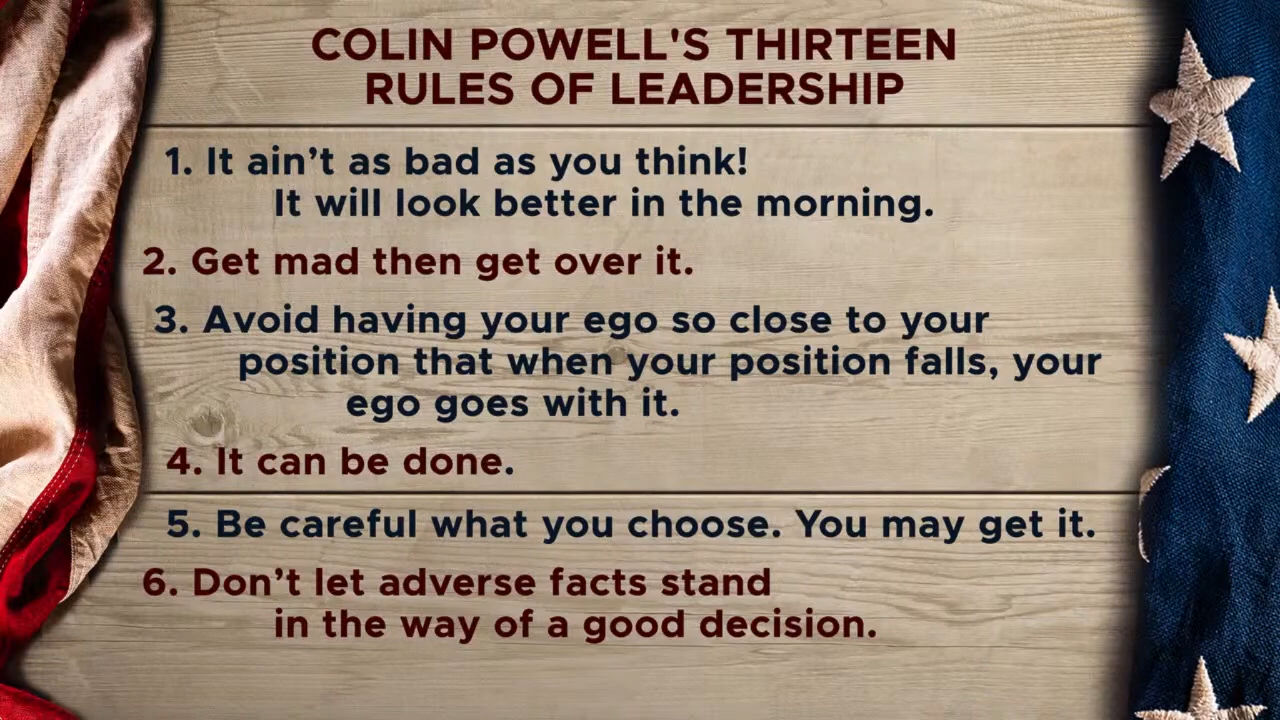 COLIN POWELL'S THIRTEEN
RULES OF LEADERSHIP
1. It ain’t as bad as you think!
It will look better in the morning.
2. Get mad then get over it.
3. Avoid having your ego so close to your
position that when your position falls, your
ego goes with it.
4. It can be done.
5. Be careful what you choose. You may get it.
6. Don’t let adverse facts stand
in the way of a good decision.